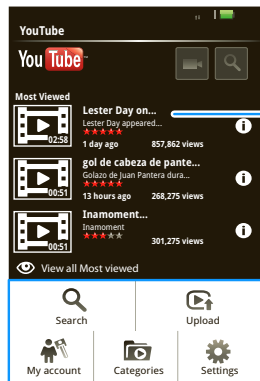 YouTube
You Tube
Most Viewed
Lester Day on...
Lester Day appeared...
02:58
1 day ago 857,862 views
gol de cabeza de pante...
Golazo de Juan Pantera dura...
00:51
13 hours ago 268,275 views
Inamoment...
Inamoment
00:51
301,275 views
View all Most viewed
Search Upload
My account Categories Settings